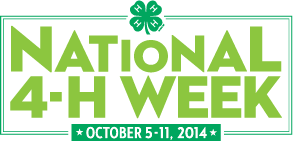 H H H H
NATIONAL
4-H WEEK
★ OCTOBER 5-11, 2014 ★